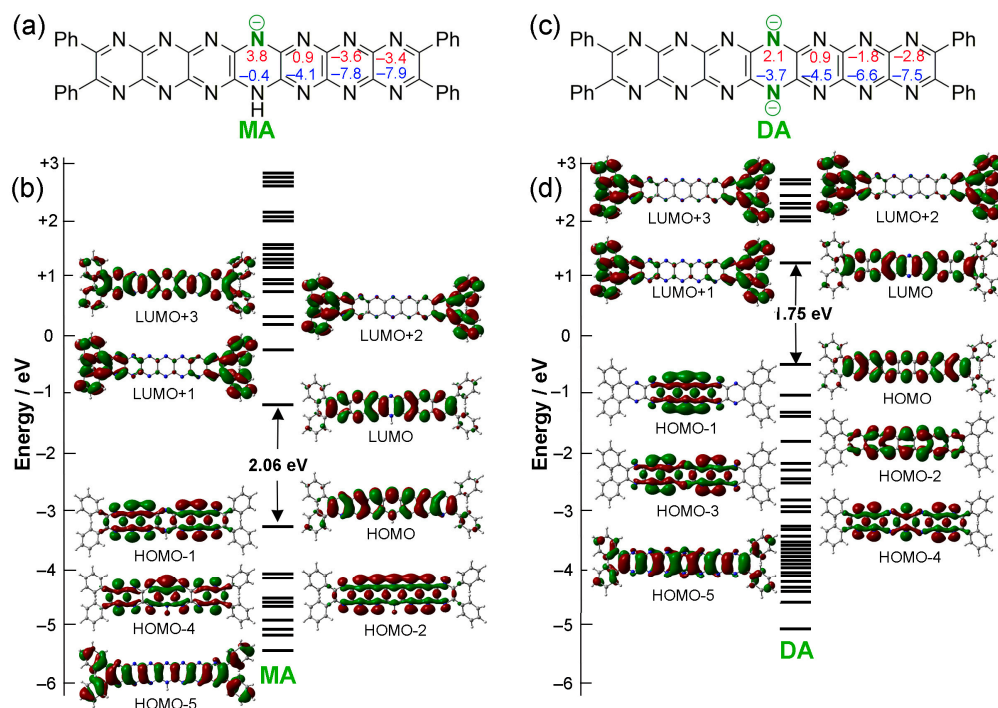 (a)
⊖
Ph N N N N N N N Ph
3.8 0.9 −3.6 −3.4
−0.4 −4.1 −7.8 −7.9
Ph N N N N N N N Ph
H
MA
(c)
⊖
Ph N N N N N N N Ph
2.1 0.9 −1.8 −2.8
−3.7 −4.5 −6.6 −7.5
Ph N N N N N N N Ph
⊖
DA
(b)
Energy / eV
+3
+2
+1
0
−1
−2
−3
−4
−5
−6
LUMO+3
LUMO+2
LUMO+1
LUMO
2.06 eV
HOMO
HOMO-1
HOMO-4
HOMO-2
HOMO-5
MA
(d)
Energy / eV
+3
+2
+1
0
−1
−2
−3
−4
−5
−6
LUMO+3
LUMO+2
LUMO+1
LUMO
1.75 eV
HOMO
HOMO-1
HOMO-2
HOMO-3
HOMO-4
HOMO-5
DA